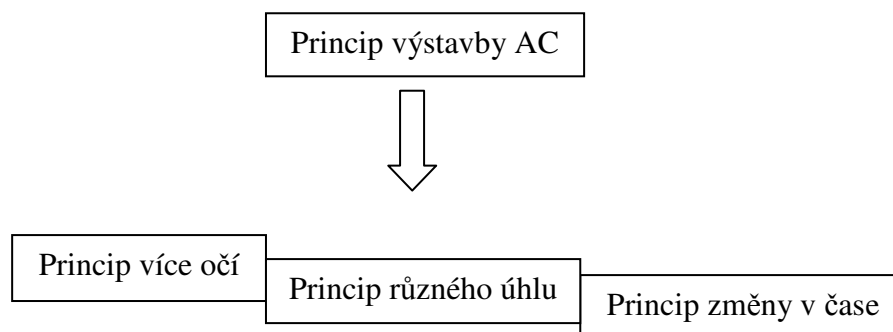 Princip výstavby AC
Princip více očí
Princip různého úhlu
Princip změny v čase